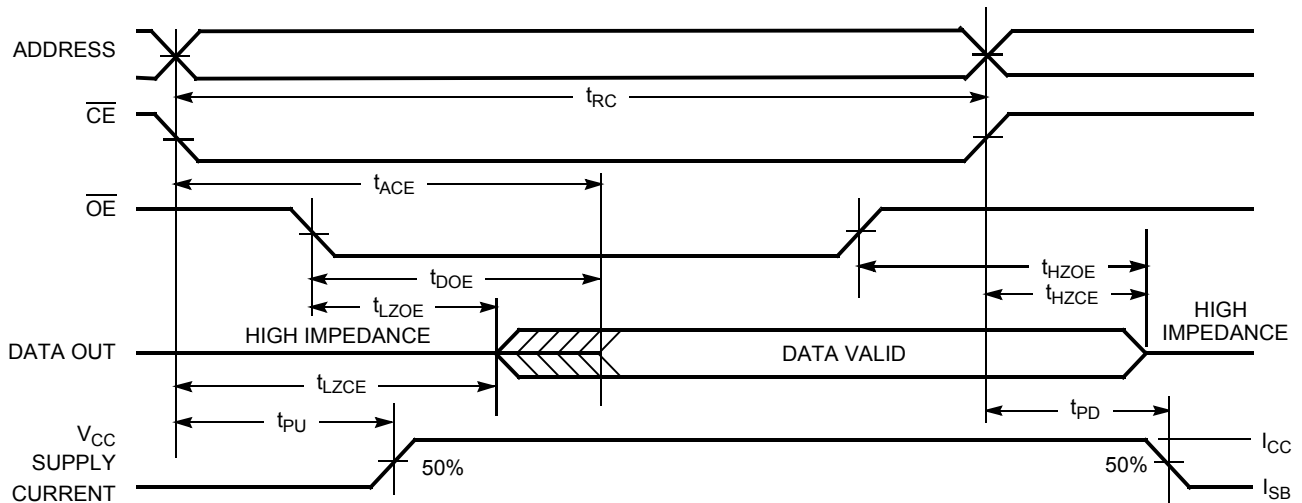 ADDRESS
tRC
CE
tACE
OE
tDOE
tHZOE
tLZOE
tHZCE
HIGH IMPEDANCE
HIGH
IMPEDANCE
DATA OUT
DATA VALID
tLZCE
tPU
tPD
VCC
SUPPLY
CURRENT
50%
50%
ICC
ISB